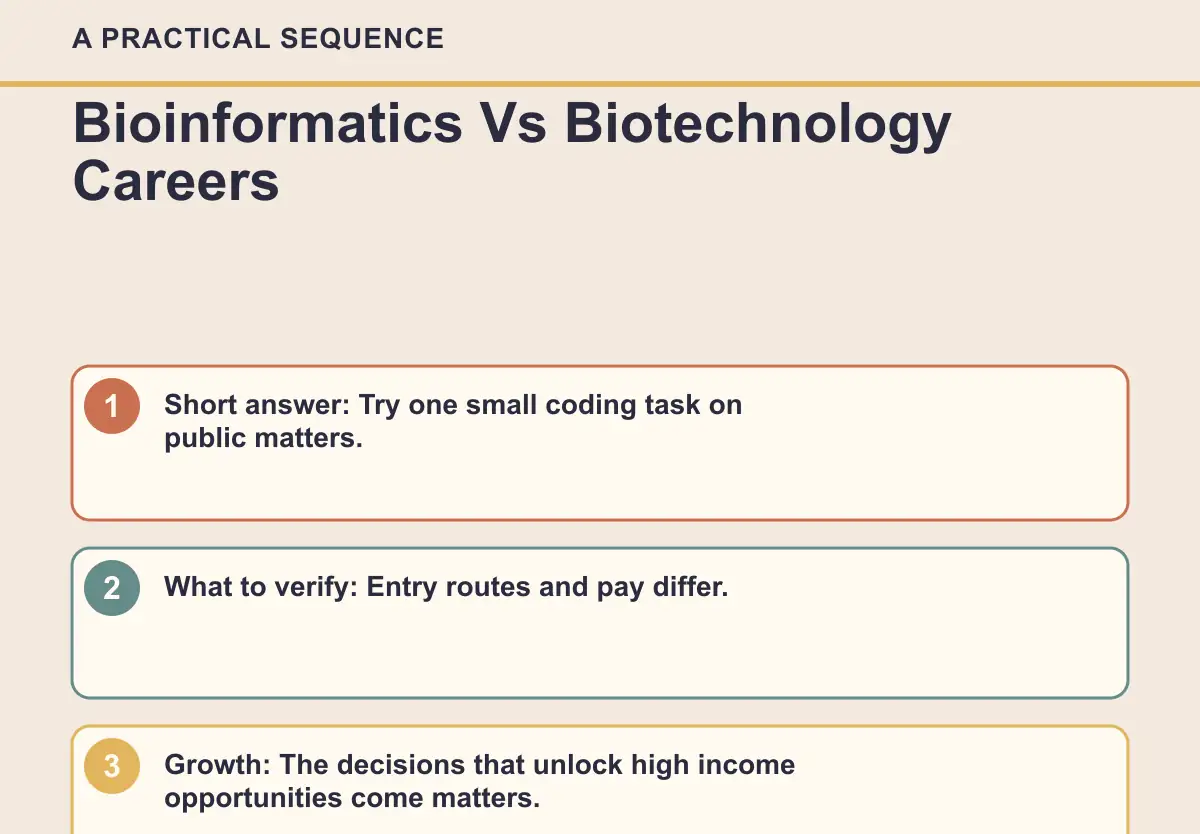 A PRACTICAL SEQUENCE
Bioinformatics Vs Biotechnology
Careers
1
Short answer: Try one small coding task on
public matters.
2
What to verify: Entry routes and pay differ.
3
Growth: The decisions that unlock high income
opportunities come matters.